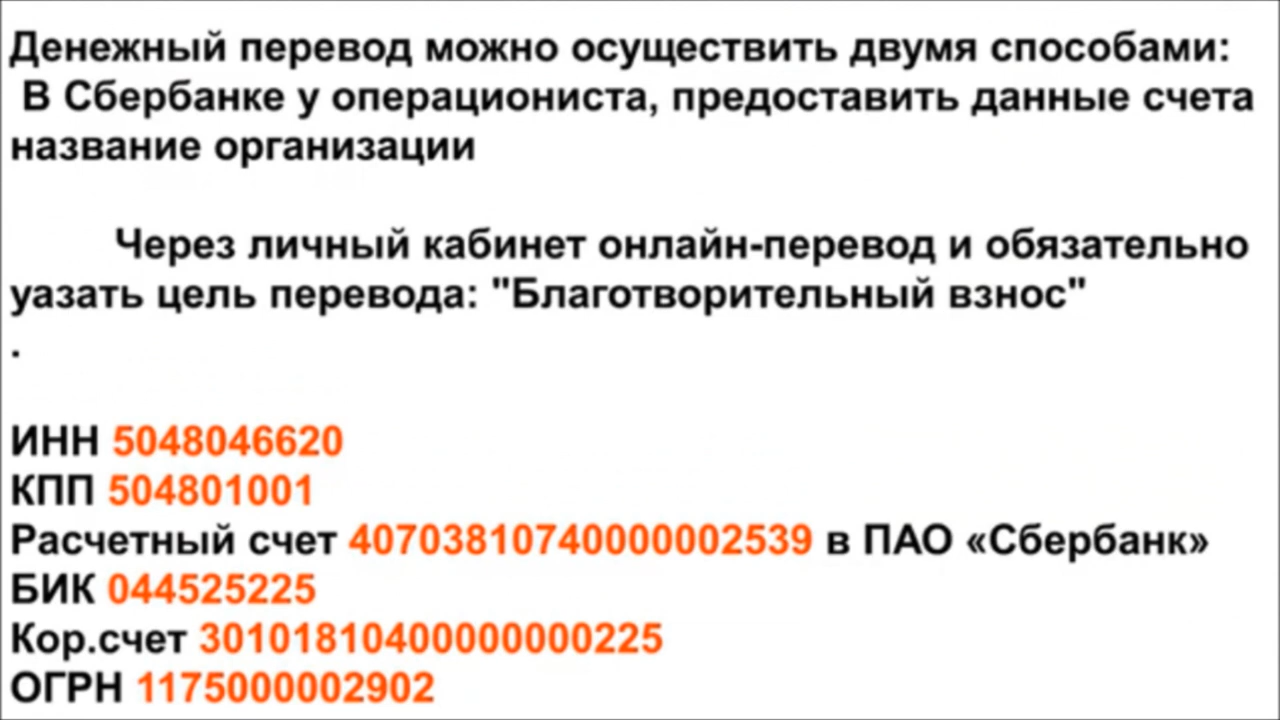 Денежный перевод можно осуществить двумя способами:
В Сбербанке у операциониста, предоставить данные счета
название организации
Через личный кабинет онлайн-перевод и обязательно
уазать цель перевода: "Благотворительный взнос"
.
ИНН 5048046620
КПП 504801001
Расчетный счет 40703810740000002539 в ПАО «Сбербанк»
БИК 044525225
Кор.счет 30101810400000000225
ОГРН 1175000002902